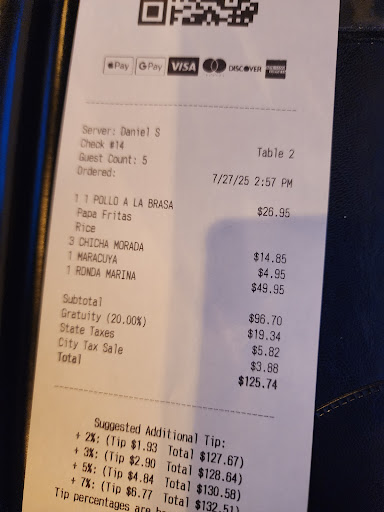 Pay
G Pay
VISA
DISCOVER
Server: Daniel S
Check #14
Table 2
Guest Count: 5
Ordered:
7/27/25 2:57 PM
1 1 POLLO A LA BRASA $26.95
Papa Fritas
Rice
3 CHICHA MORADA $14.85
1 MARACUYA $4.95
1 RONDA MARINA $49.95
Subtotal $96.70
Gratuity (20.00%) $19.34
State Taxes $5.82
City Tax Sale $3.88
Total $125.74
Suggested Additional Tip:
+ 2%: (Tip $1.93 Total $127.67)
+ 3%: (Tip $2.90 Total $128.64)
+ 5%: (Tip $4.84 Total $130.58)
+ 7%: (Tip $6.77 Total $132.51)
Tip percentages are